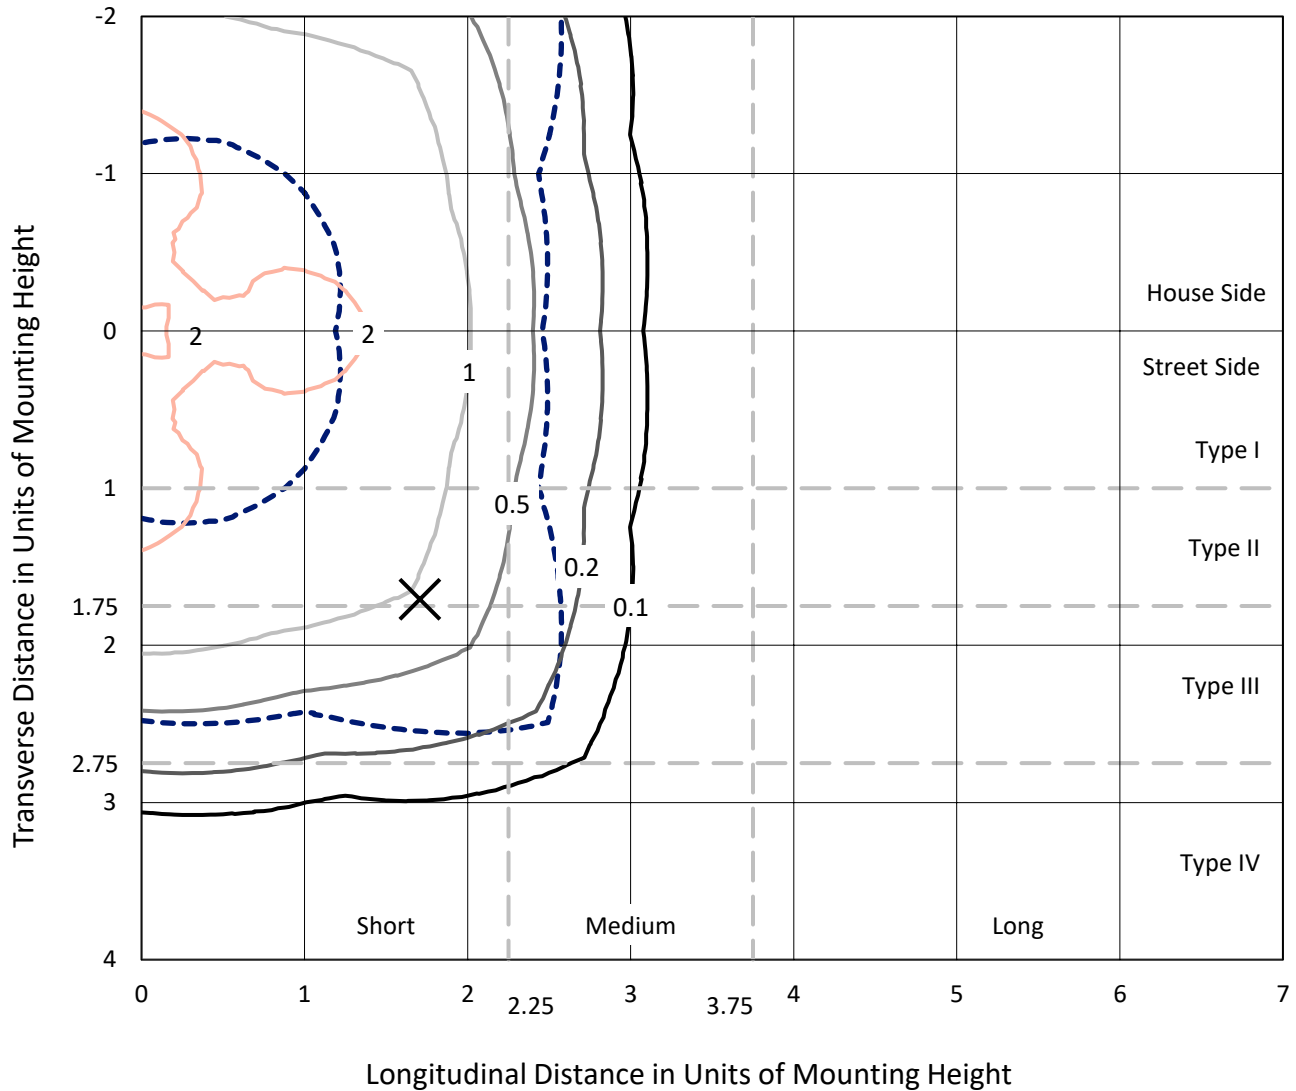 -2
-1
0
1
1.75
2
2.75
3
4
Transverse Distance in Units of Mounting Height
House Side
Street Side
Type I
Type II
Type III
Type IV
2
2
1
0.5
0.2
0.1
Short
Medium
Long
0
1
2
2.25
3
3.75
4
5
6
7
Longitudinal Distance in Units of Mounting Height